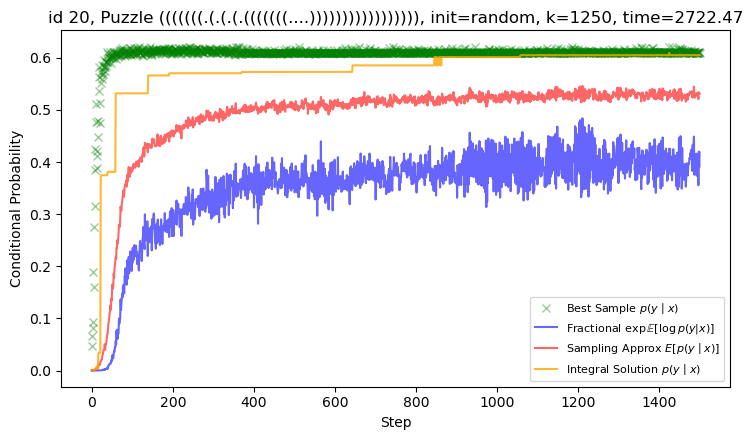 id 20, Puzzle (((((((.(.(.(.(((((((....))))))))))))))))), init=random, k=1250, time=2722.47
Conditional Probability
0.6
0.5
0.4
0.3
0.2
0.1
0.0
Best Sample p(y | x)
Fractional exp𝔼[log p(y|x)]
Sampling Approx E[p(y | x)]
Integral Solution p(y | x)
0 200 400 600 800 1000 1200 1400
Step